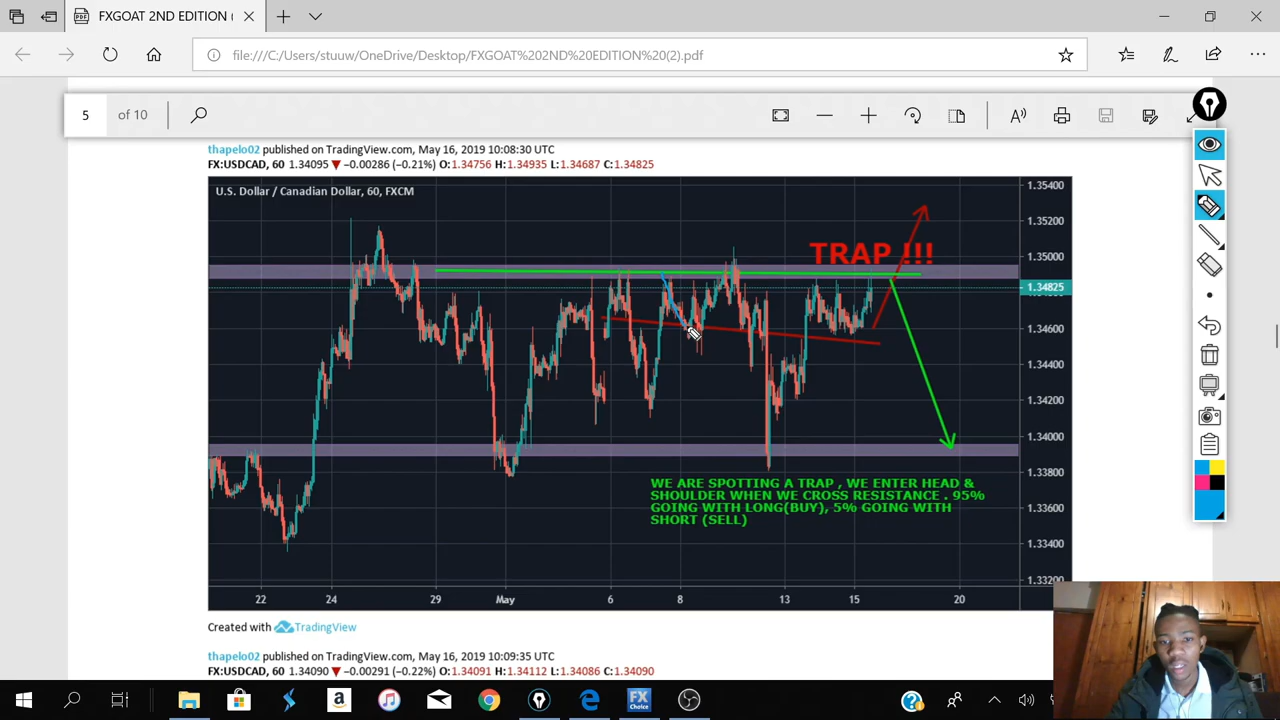 FXGOAT 2ND EDITION (
file:///C:/Users/stuuw/OneDrive/Desktop/FXGOAT%202ND%20EDITION%20(2).pdf
5 of 10
thapelo02 published on TradingView.com, May 16, 2019 10:08:30 UTC
FX:USDCAD, 60 1.34095 ▼ −0.00286 (−0.21%) O:1.34756 H:1.34935 L:1.34687 C:1.34825
U.S. Dollar / Canadian Dollar, 60, FXCM
1.35400
1.35200
TRAP !!!
1.35000
1.34825
1.34600
1.34400
1.34200
1.34000
1.33800
WE ARE SPOTTING A TRAP , WE ENTER HEAD &
SHOULDER WHEN WE CROSS RESISTANCE . 95%
GOING WITH LONG(BUY), 5% GOING WITH
SHORT (SELL)
1.33600
1.33400
1.33200
22 24 29 May 6 8 13 15 20
Created with TradingView
thapelo02 published on TradingView.com, May 16, 2019 10:09:35 UTC
FX:USDCAD, 60 1.34090 ▼ −0.00291 (−0.22%) O:1.34091 H:1.34112 L:1.34086 C:1.34090
FX
Choice